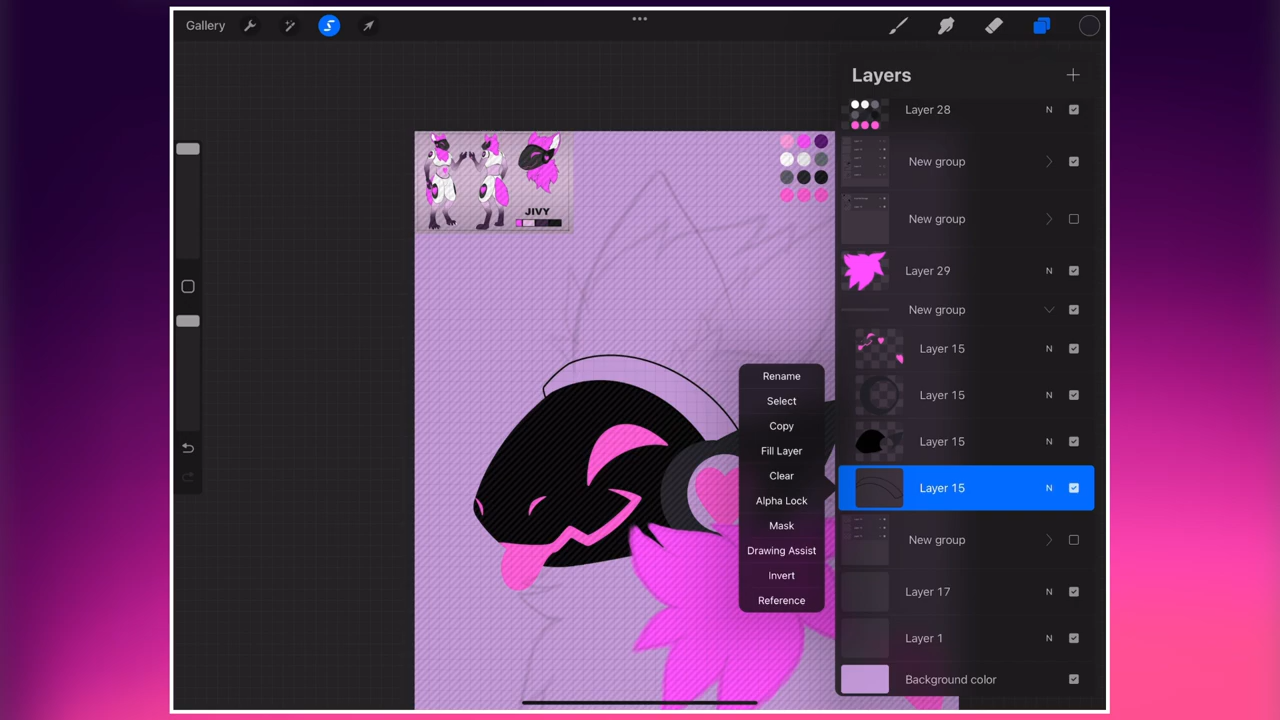 Gallery
Layers
Layer 28 N
New group
New group
Layer 29 N
New group
Layer 15 N
Layer 15 N
Layer 15 N
Layer 15 N
New group
Layer 17 N
Layer 1 N
Background color
Rename
Select
Copy
Fill Layer
Clear
Alpha Lock
Mask
Drawing Assist
Invert
Reference
JIVY